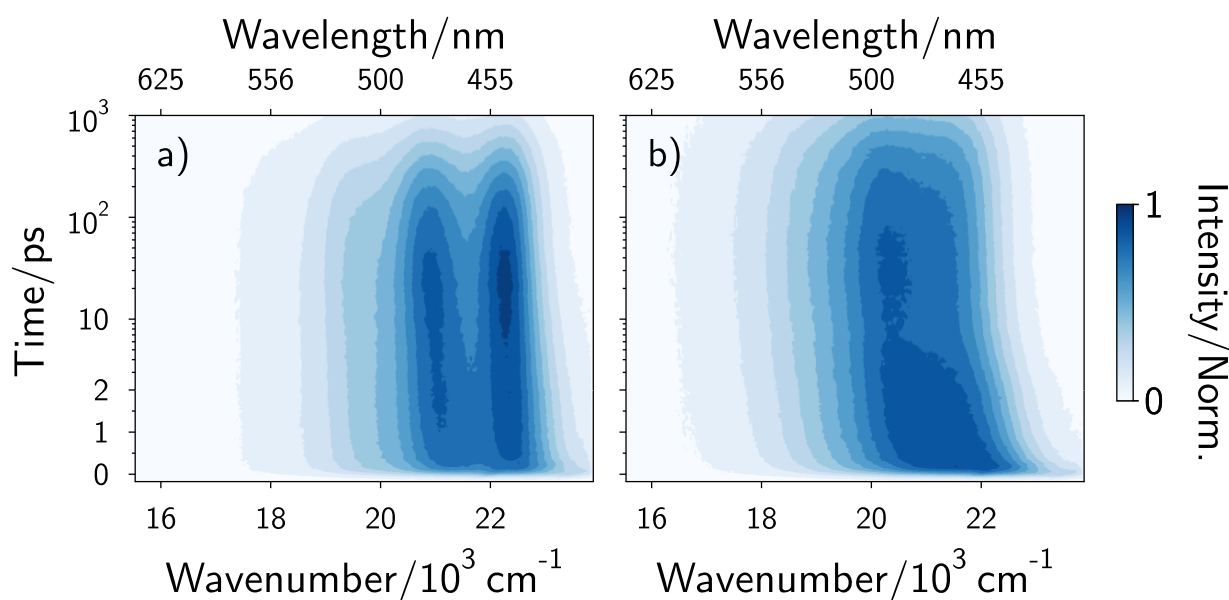 Wavelength/nm Wavelength/nm
625 556 500 455 625 556 500 455
10³
a) b)
10²
10
2
1
0
Time/ps
16 18 20 22 16 18 20 22
Wavenumber/10³ cm⁻¹ Wavenumber/10³ cm⁻¹
1
0
Intensity/Norm.